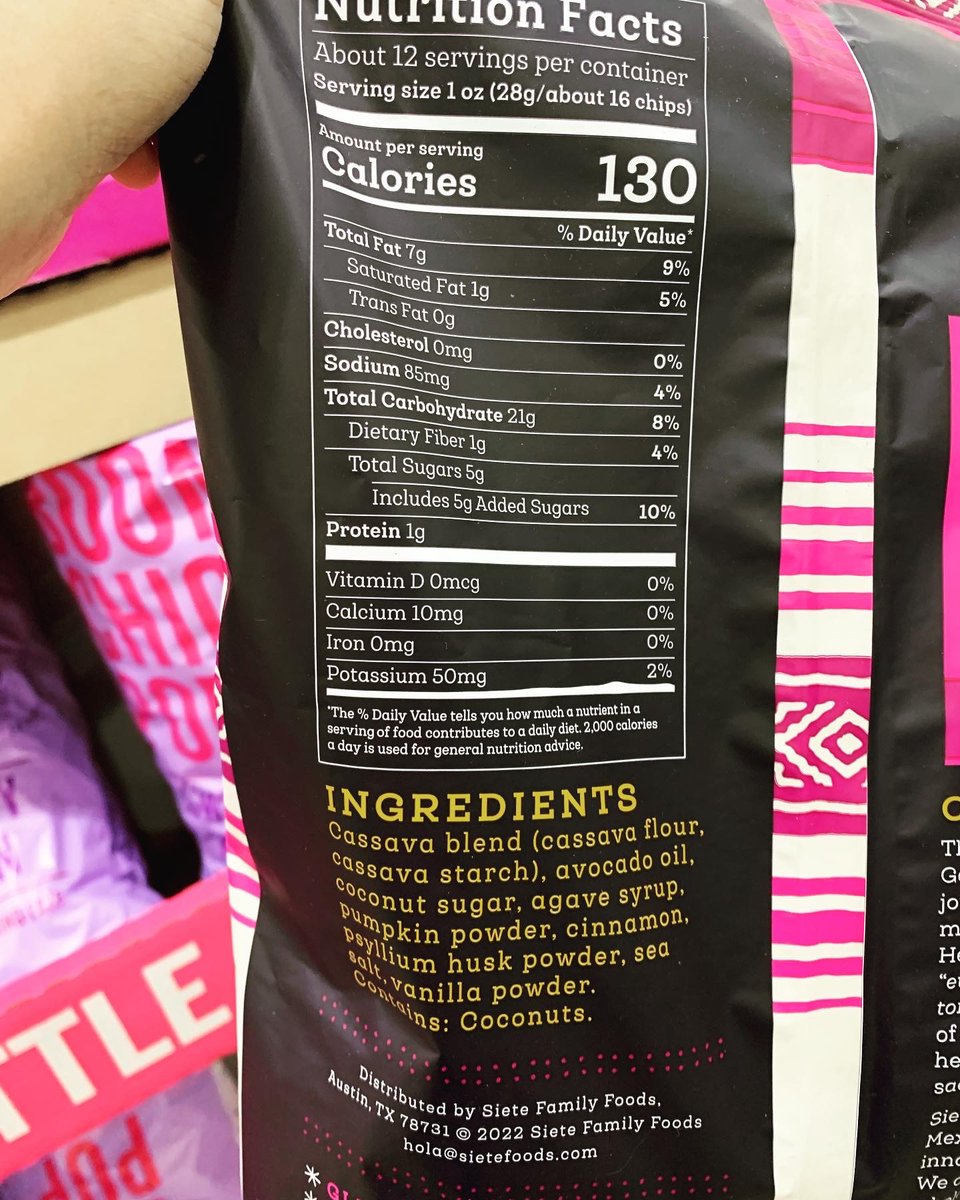 Nutrition Facts
About 12 servings per container
Serving size 1 oz (28g/about 16 chips)
Amount per serving
Calories 130
% Daily Value*
Total Fat 7g 9%
Saturated Fat 1g 5%
Trans Fat 0g
Cholesterol 0mg 0%
Sodium 85mg 4%
Total Carbohydrate 21g 8%
Dietary Fiber 1g 4%
Total Sugars 5g
Includes 5g Added Sugars 10%
Protein 1g
Vitamin D 0mcg 0%
Calcium 10mg 0%
Iron 0mg 0%
Potassium 50mg 2%
*The % Daily Value tells you how much a nutrient in a
serving of food contributes to a daily diet. 2,000 calories
a day is used for general nutrition advice.
INGREDIENTS
Cassava blend (cassava flour,
cassava starch), avocado oil,
coconut sugar, agave syrup,
pumpkin powder, cinnamon,
psyllium husk powder, sea
salt, vanilla powder.
Contains: Coconuts.
Distributed by Siete Family Foods,
Austin, TX 78731 © 2022 Siete Family Foods
hola@sietefoods.com
TTLE